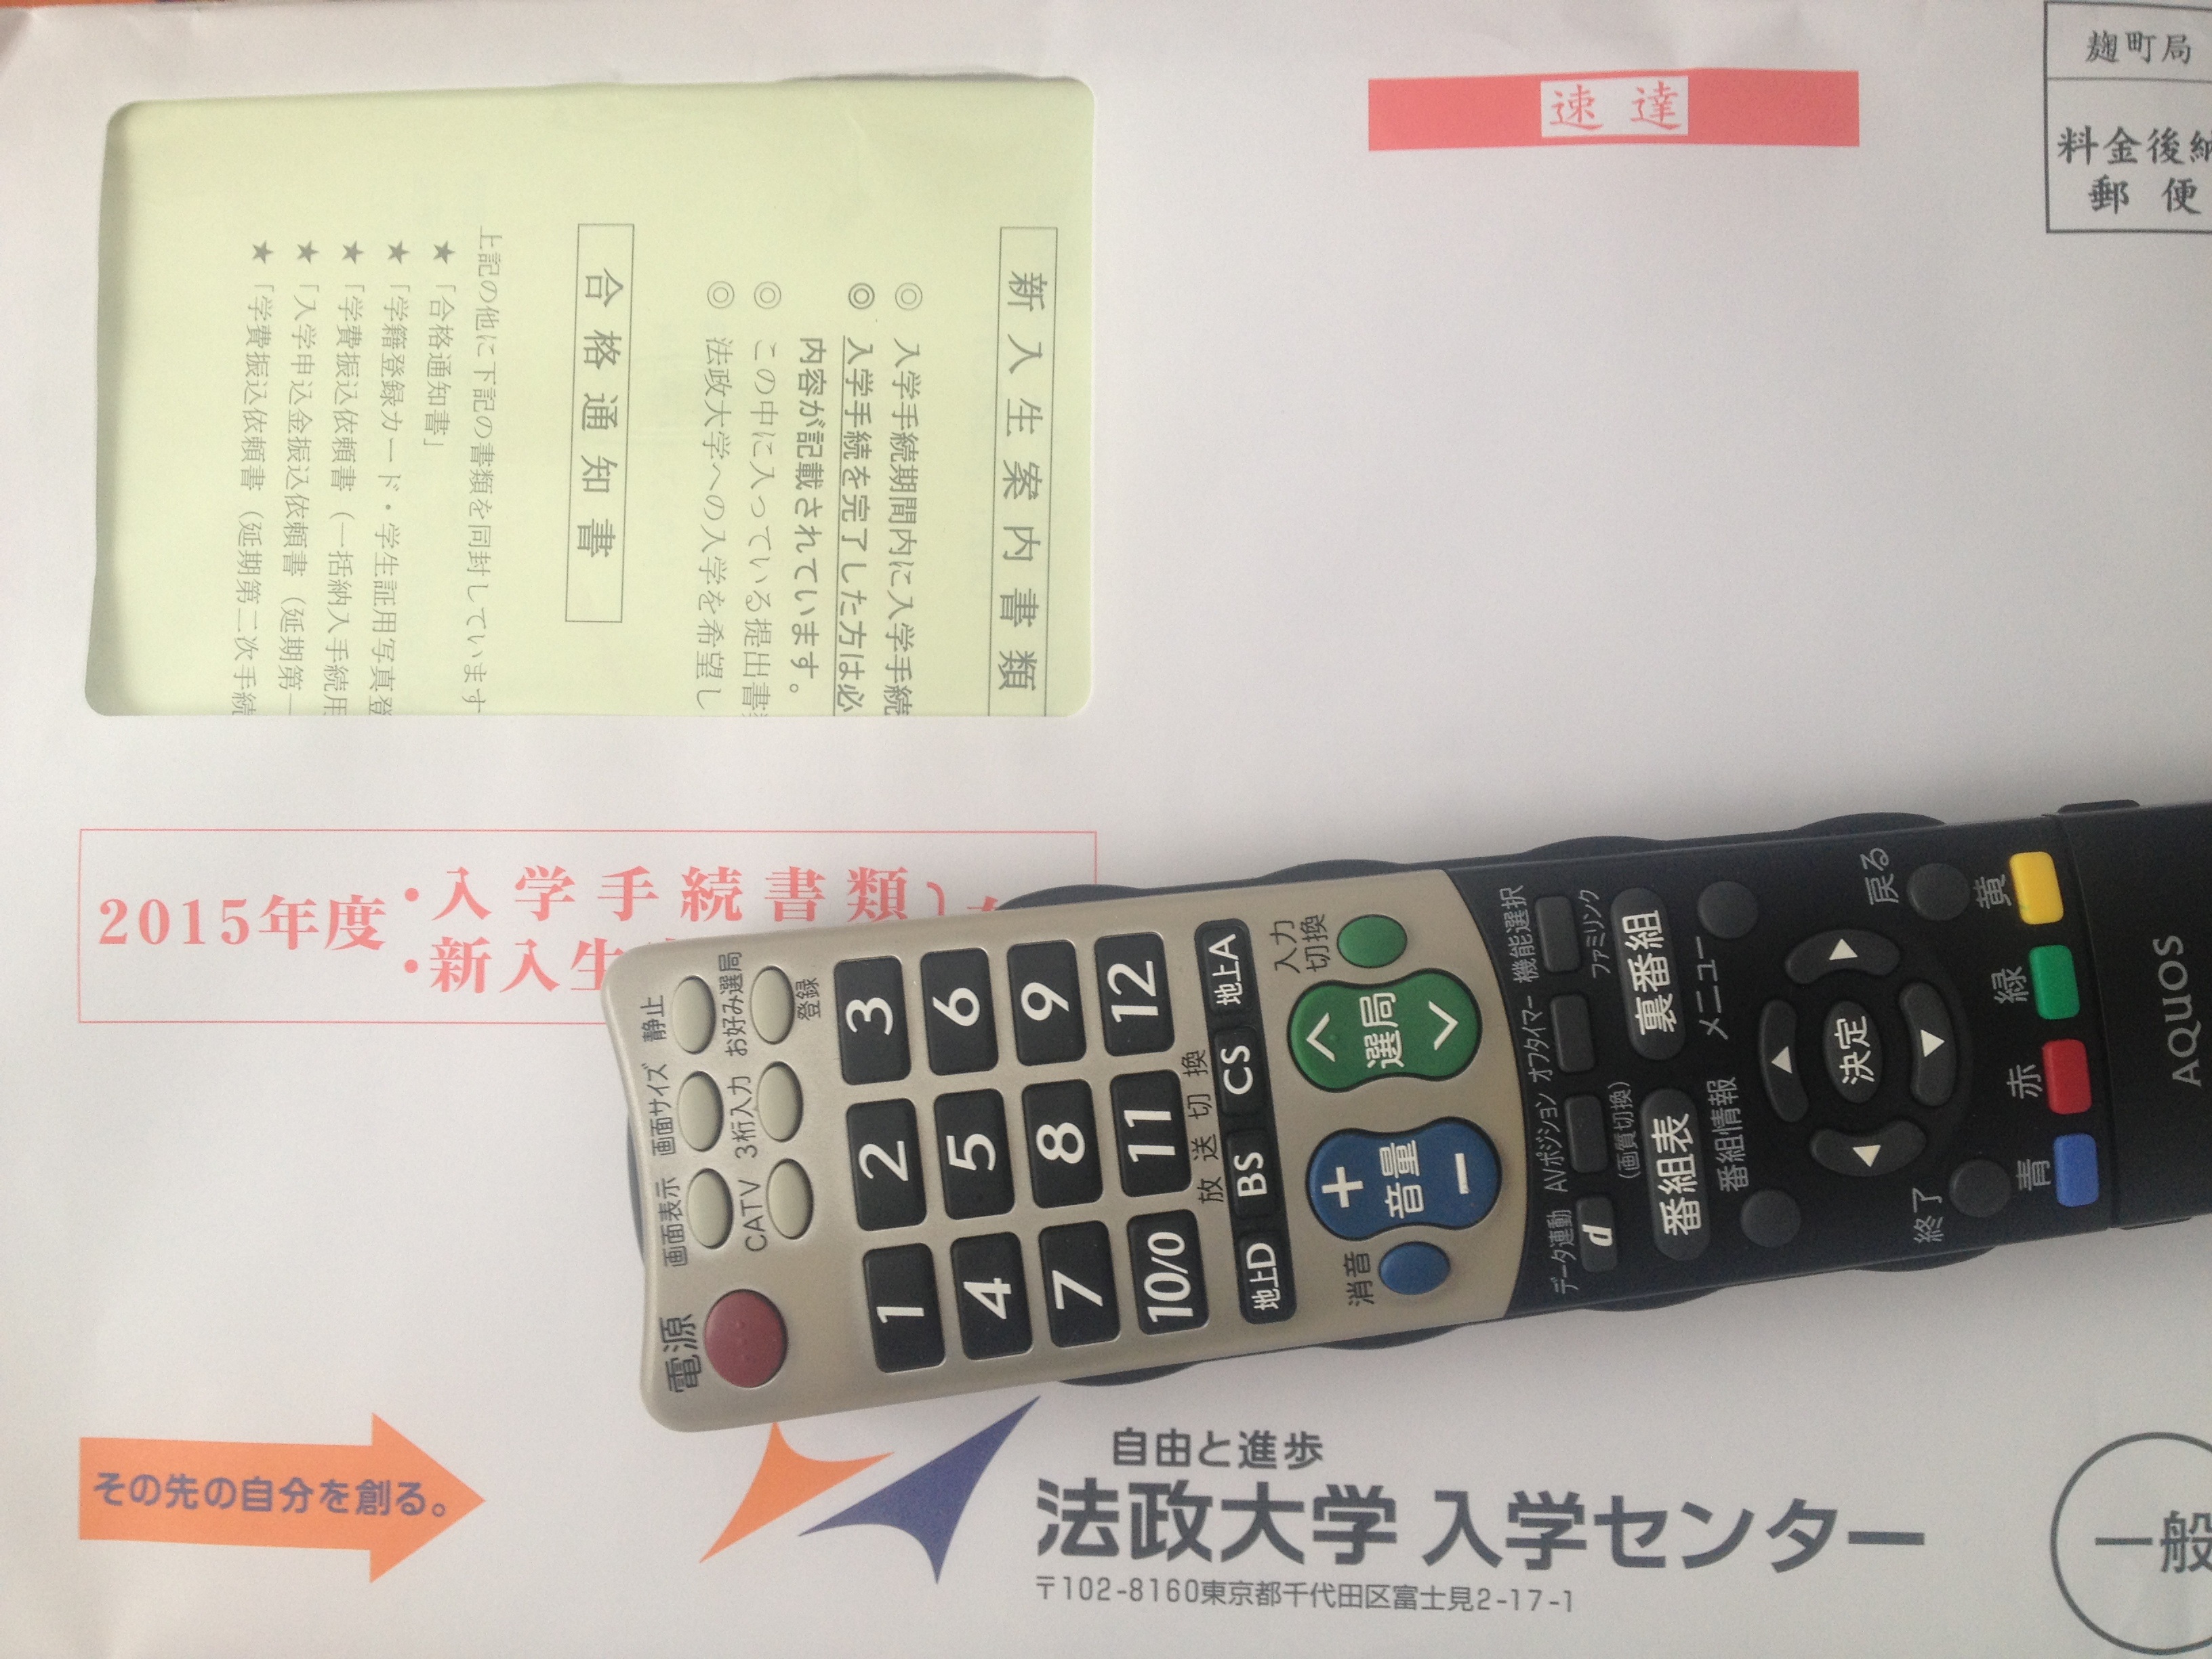 麹町局
料金後納
郵便
速達
新入生案内書類
◎ 入学手続期間内に入学手続
◎ 入学手続を完了した方は必
内容が記載されています。
◎ この中に入っている提出書
◎ 法政大学への入学を希望し
合格通知書
上記の他に下記の書類を同封しています
★「合格通知書」
★「学籍登録カード・学生証用写真登
★「学費振込依頼書（一括納入手続用
★「入学申込金振込依頼書（延期第一
★「学費振込依頼書（延期第二次手続
2015年度
・入学手続書類
・新入生
電源
画面表示
画面サイズ
静止
CATV
3桁入力
お好み選局
登録
1
2
3
4
5
6
7
8
9
10/0
11
12
放送切換
地上D
BS
CS
地上A
消音
音量
+
−
選局
入力切換
データ連動
d
AVポジション
(画質切換)
オフタイマー
機能選択
ファミリンク
番組表
裏番組
番組情報
メニュー
決定
終了
戻る
青
赤
緑
黄
AQUOS
その先の自分を創る。
自由と進歩
法政大学 入学センター
〒102-8160東京都千代田区富士見2-17-1
一般